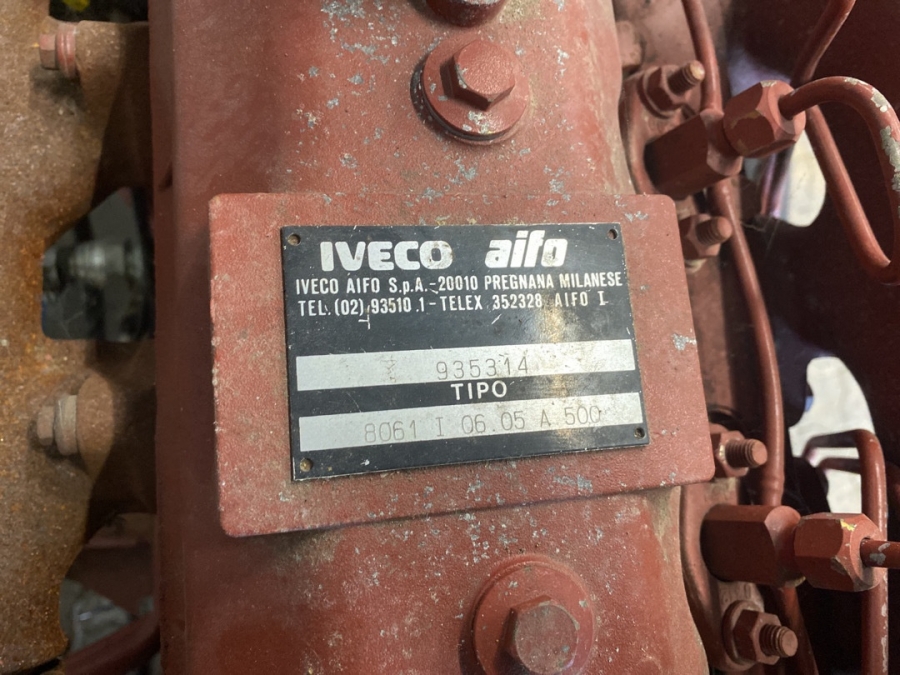 IVECO aifo
IVECO AIFO S.p.A.-20010 PREGNANA MILANESE
TEL. (02) 93510.1-TELEX 352328 AIFO I
935314
TIPO
8061 I 06.05 A 500